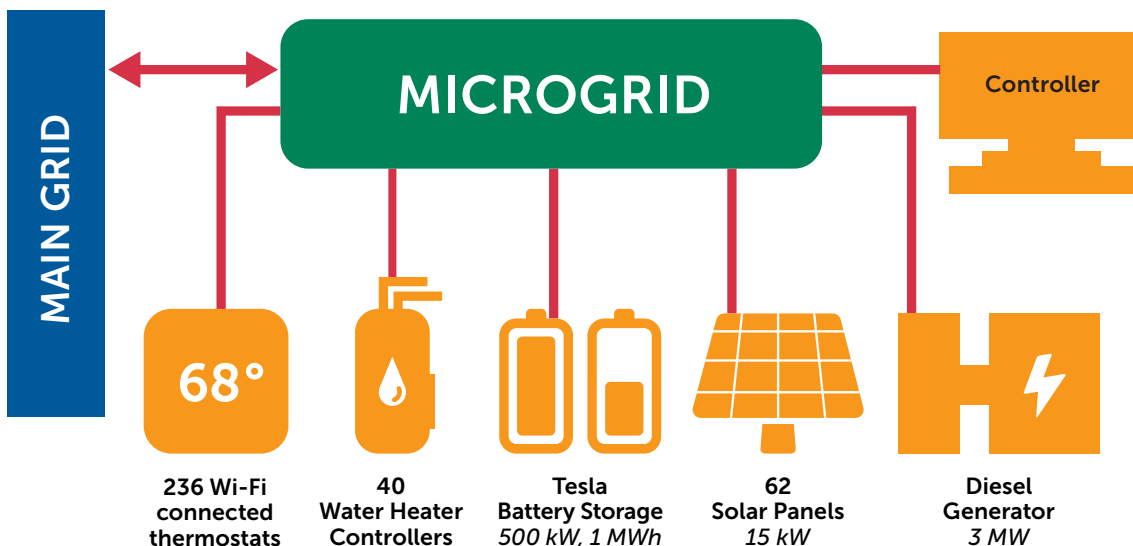 MAIN GRID
MICROGRID
Controller
68°
236 Wi-Fi
connected
thermostats
40
Water Heater
Controllers
Tesla
Battery Storage
500 kW, 1 MWh
62
Solar Panels
15 kW
Diesel
Generator
3 MW